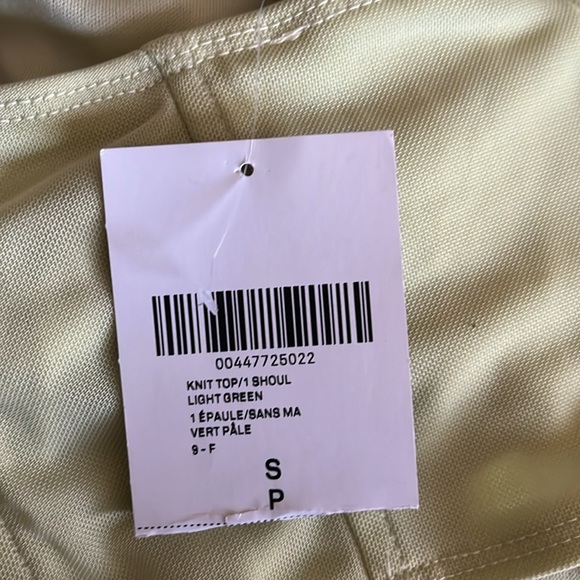 00447725022
KNIT TOP/1 SHOUL
LIGHT GREEN
1 ÉPAULE/SANS MA
VERT PÂLE
9 - F
S
P